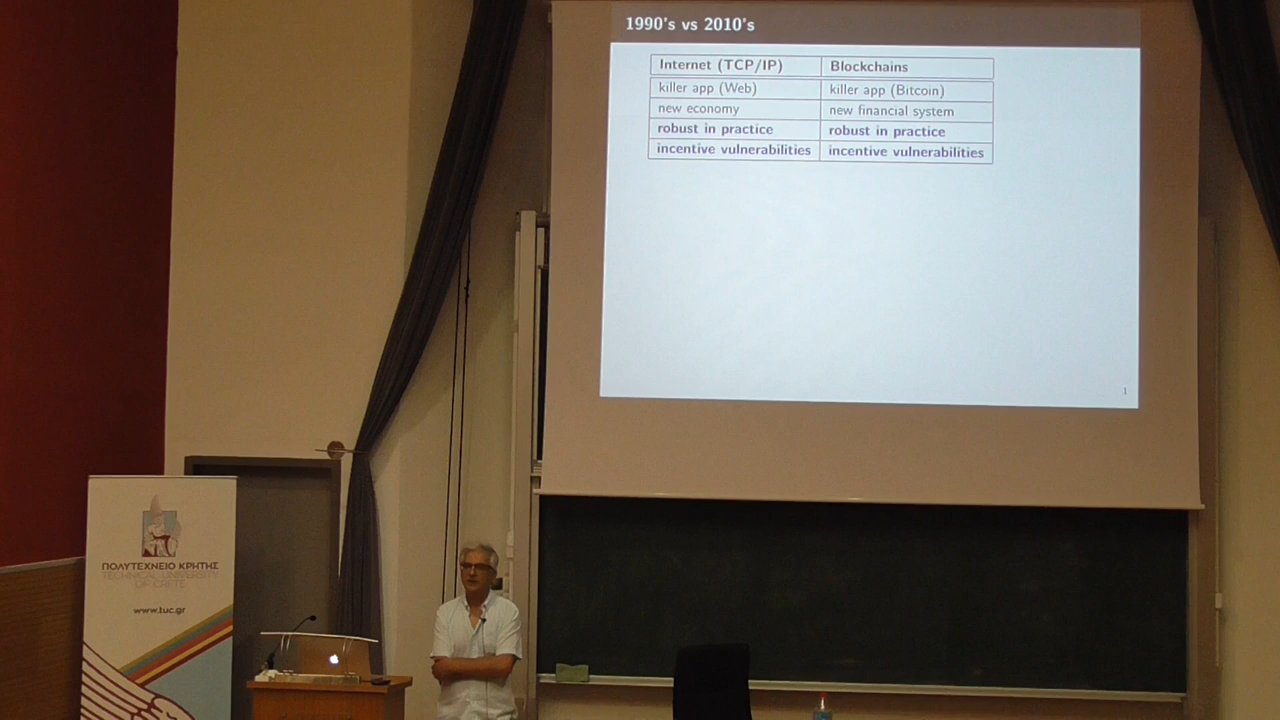 1990's vs 2010's
Internet (TCP/IP) Blockchains
killer app (Web) killer app (Bitcoin)
new economy new financial system
robust in practice robust in practice
incentive vulnerabilities incentive vulnerabilities
1
ΠΟΛΥΤΕΧΝΕΙΟ ΚΡΗΤΗΣ
TECHNICAL UNIVERSITY
OF CRETE
www.tuc.gr